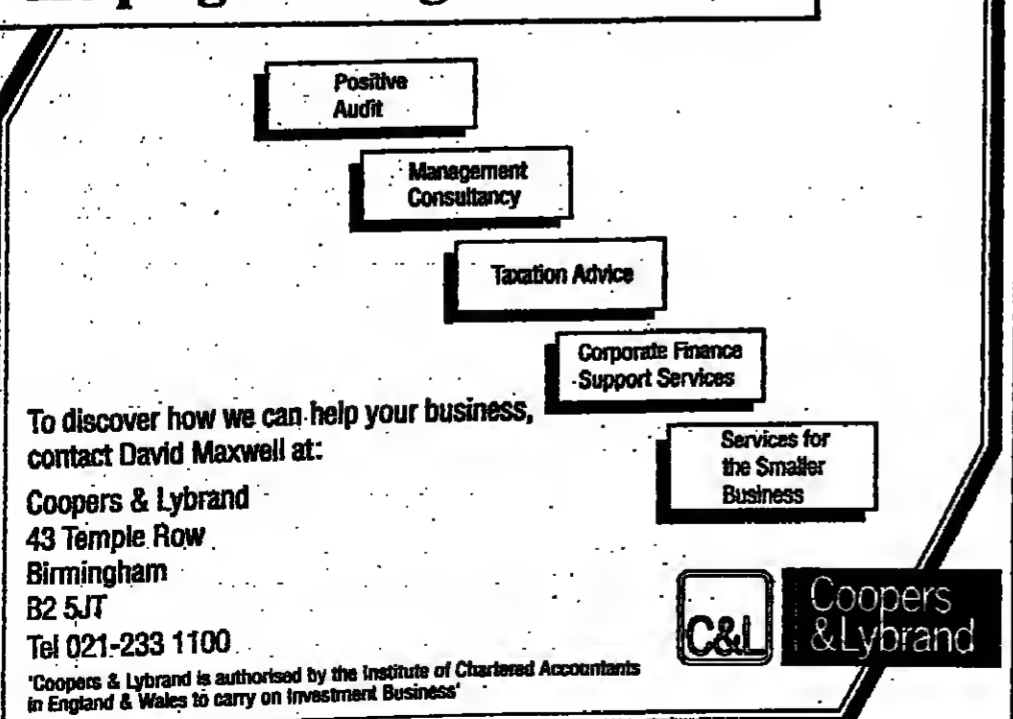 Positive
Audit
Management
Consultancy
Taxation Advice
Corporate Finance
Support Services
Services for
the Smaller
Business
To discover how we can help your business,
contact David Maxwell at:
Coopers & Lybrand
43 Temple Row
Birmingham
B2 5JT
Tel 021-233 1100
'Coopers & Lybrand is authorised by the Institute of Chartered Accountants
in England & Wales to carry on Investment Business'
C&L
Coopers
& Lybrand